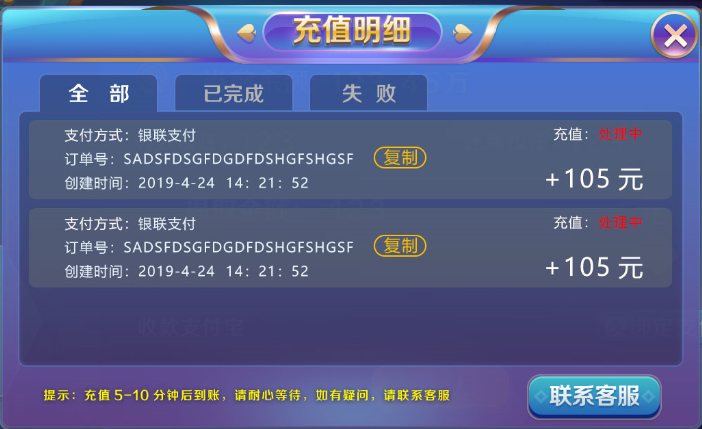 充值明细
全 部
已完成
失 败
支付方式：银联支付
充值：处理中
订单号：SADSFDSGFDGDFDSHGFSHGSF
复制
+105 元
创建时间：2019-4-24 14：21：52
支付方式：银联支付
充值：处理中
订单号：SADSFDSGFDGDFDSHGFSHGSF
复制
+105 元
创建时间：2019-4-24 14：21：52
收款支付宝
提示：充值 5-10 分钟后到账，请耐心等待，如有疑问，请联系客服
联系客服